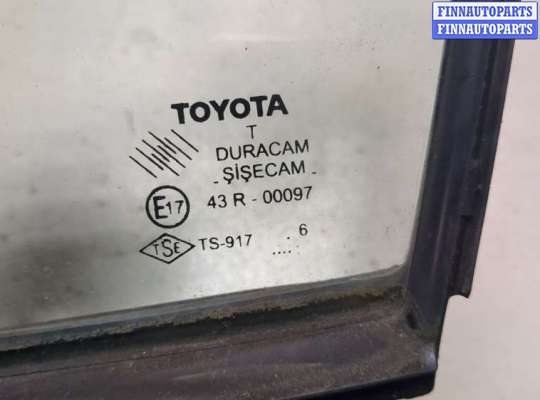 FINNAUTOPARTS
FINNAUTOPARTS
TOYOTA
T
DURACAM
-ŞİŞECAM-
E17 43 R - 00097
TSE TS-917 . 6
....